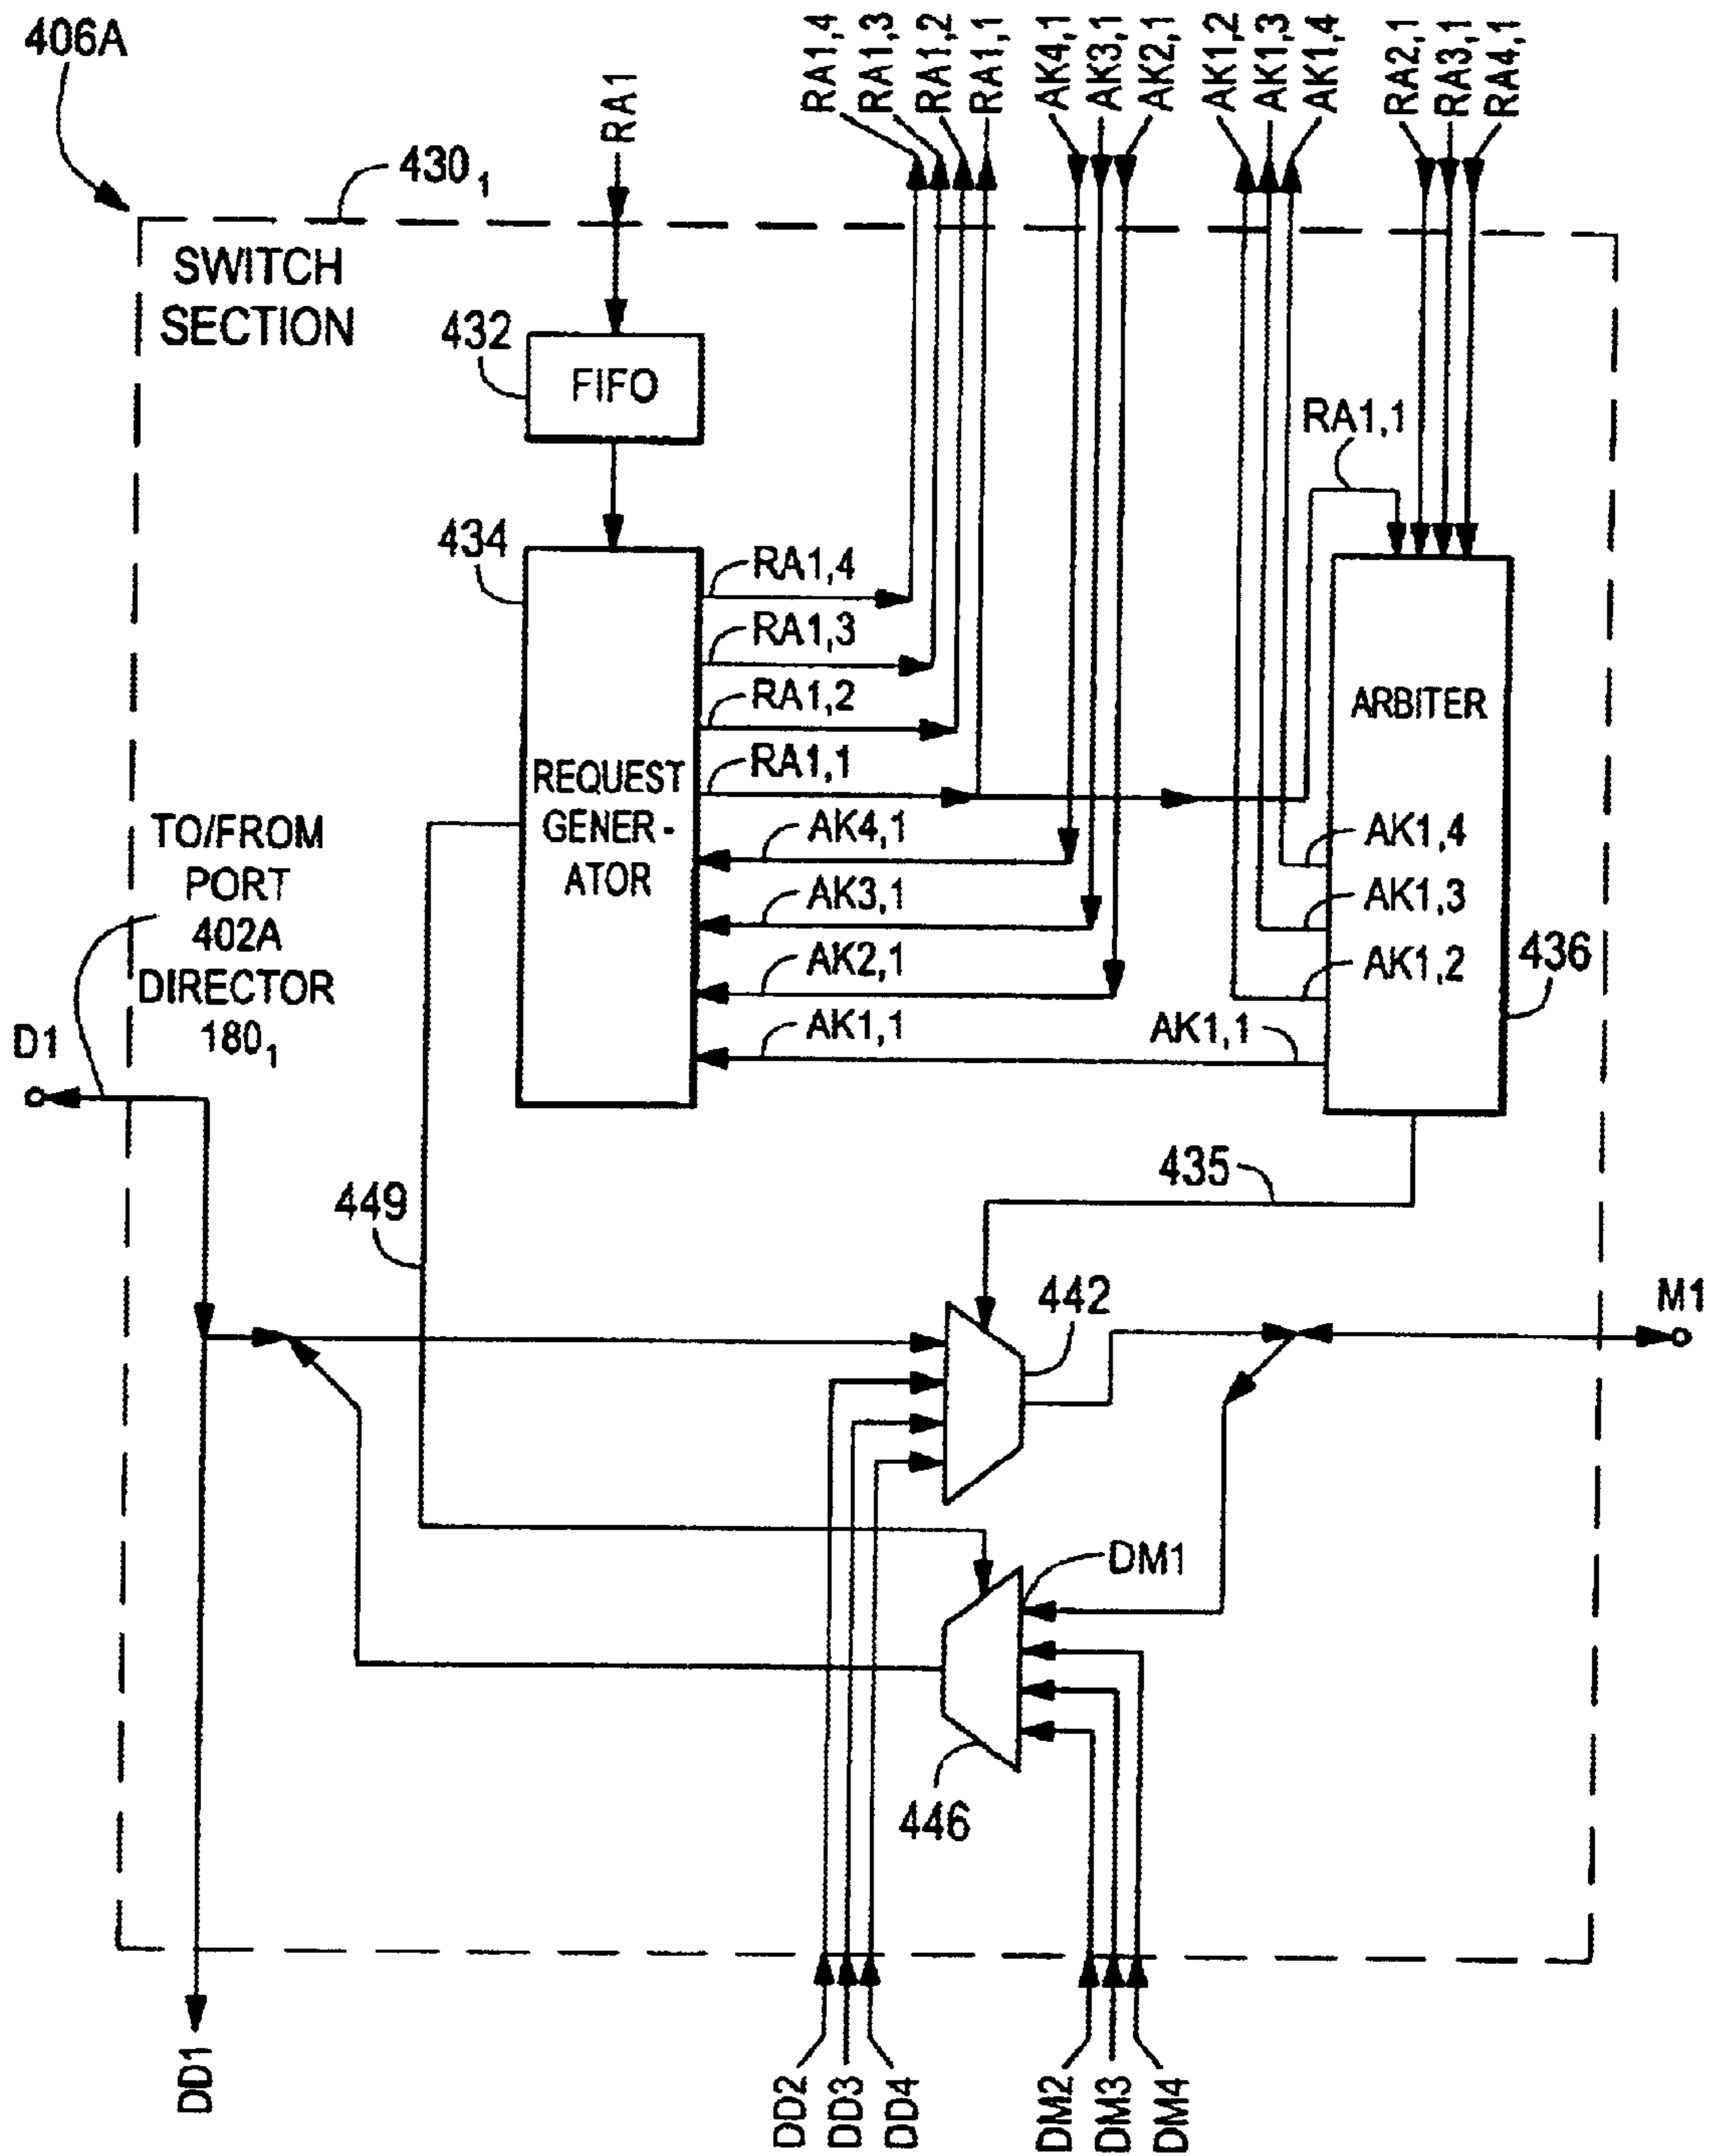 406A
RA1
RA1,4
RA1,3
RA1,2
RA1,1
AK4,1
AK3,1
AK2,1
AK1,2
AK1,3
AK1,4
RA2,1
RA3,1
RA4,1
430₁
SWITCH
SECTION
432
FIFO
RA1,1
434
RA1,4
RA1,3
RA1,2
RA1,1
REQUEST
GENER-
ATOR
AK4,1
AK3,1
AK2,1
AK1,1
ARBITER
AK1,4
AK1,3
AK1,2
AK1,1
436
TO/FROM
PORT
402A
DIRECTOR
180₁
D1
435
449
442
M1
DM1
446
DD1
DD2
DD3
DD4
DM2
DM3
DM4